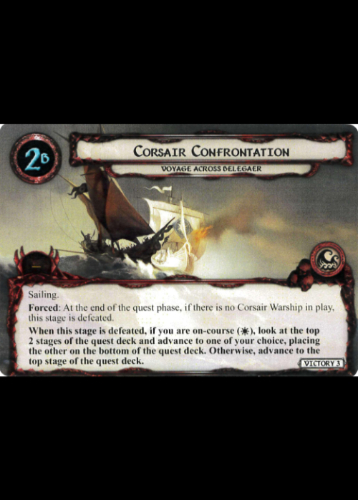 2B
CORSAIR CONFRONTATION
VOYAGE ACROSS BELEGAER
Sailing.
Forced: At the end of the quest phase, if there is no Corsair Warship in play,
this stage is defeated.
When this stage is defeated, if you are on-course (☀), look at the top
2 stages of the quest deck and advance to one of your choice, placing
the other on the bottom of the quest deck. Otherwise, advance to the
top stage of the quest deck.
VICTORY 3